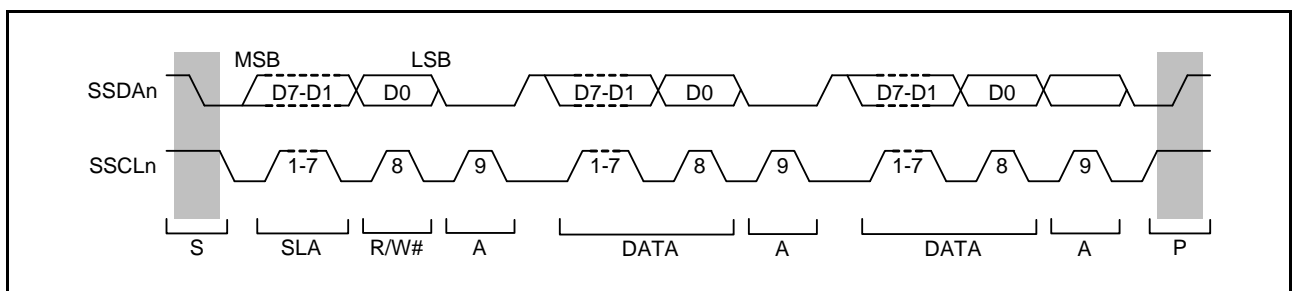 MSB LSB
SSDAn D7-D1 D0 D7-D1 D0 D7-D1 D0
SSCLn 1-7 8 9 1-7 8 9 1-7 8 9
S SLA R/W# A DATA A DATA A P